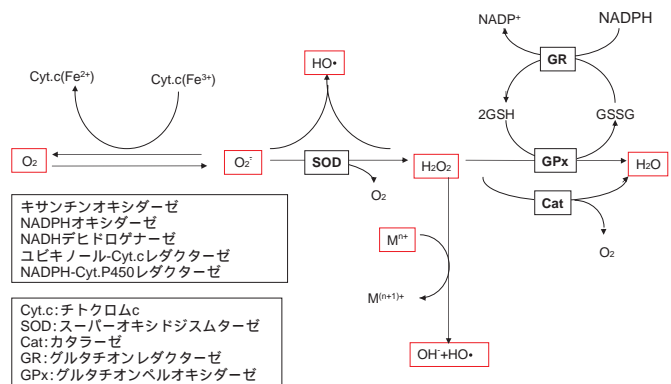 NADP⁺
NADPH
HO•
GR
Cyt.c(Fe²⁺)
Cyt.c(Fe³⁺)
2GSH
GSSG
O₂
O₂⁻
SOD
H₂O₂
GPx
H₂O
O₂
Cat
O₂
キサンチンオキシダーゼ
NADPHオキシダーゼ
NADHデヒドロゲナーゼ
ユビキノール-Cyt.cレダクターゼ
NADPH-Cyt.P450レダクターゼ
Mⁿ⁺
M⁽ⁿ⁺¹⁾⁺
Cyt.c:チトクロムc
SOD:スーパーオキシドジスムターゼ
Cat:カタラーゼ
GR:グルタチオンレダクターゼ
GPx:グルタチオンペルオキシダーゼ
OH⁻+HO•